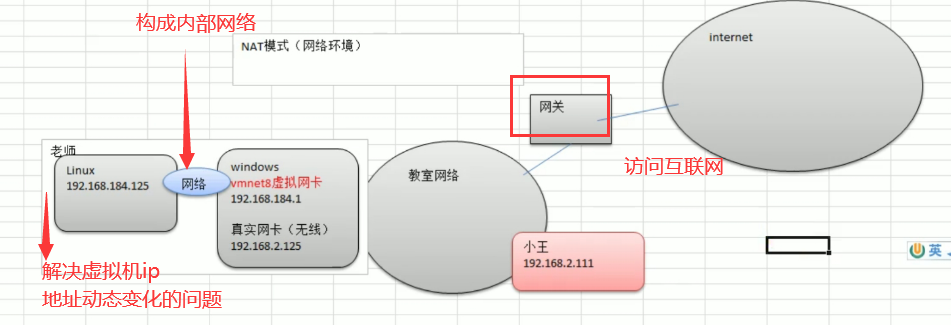 构成内部网络
NAT模式（网络环境）
internet
网关
访问互联网
老师
Linux
192.168.184.125
网络
windows
vmnet8虚拟网卡
192.168.184.1
真实网卡（无线）
192.168.2.125
教室网络
小王
192.168.2.111
解决虚拟机ip
地址动态变化的问题
英